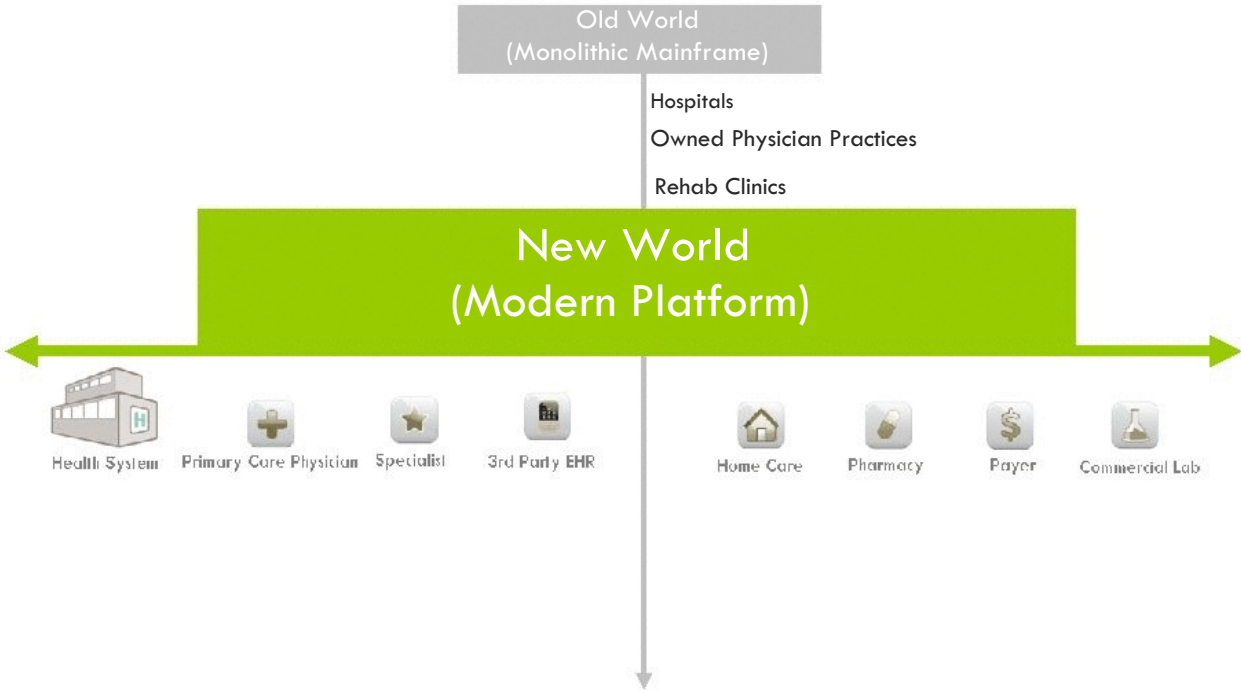 Old World
(Monolithic Mainframe)
Hospitals
Owned Physician Practices
Rehab Clinics
New World
(Modern Platform)
H
Health System
Primary Care Physician
Specialist
3rd Party EHR
Home Care
Pharmacy
$
Payer
Commercial Lab